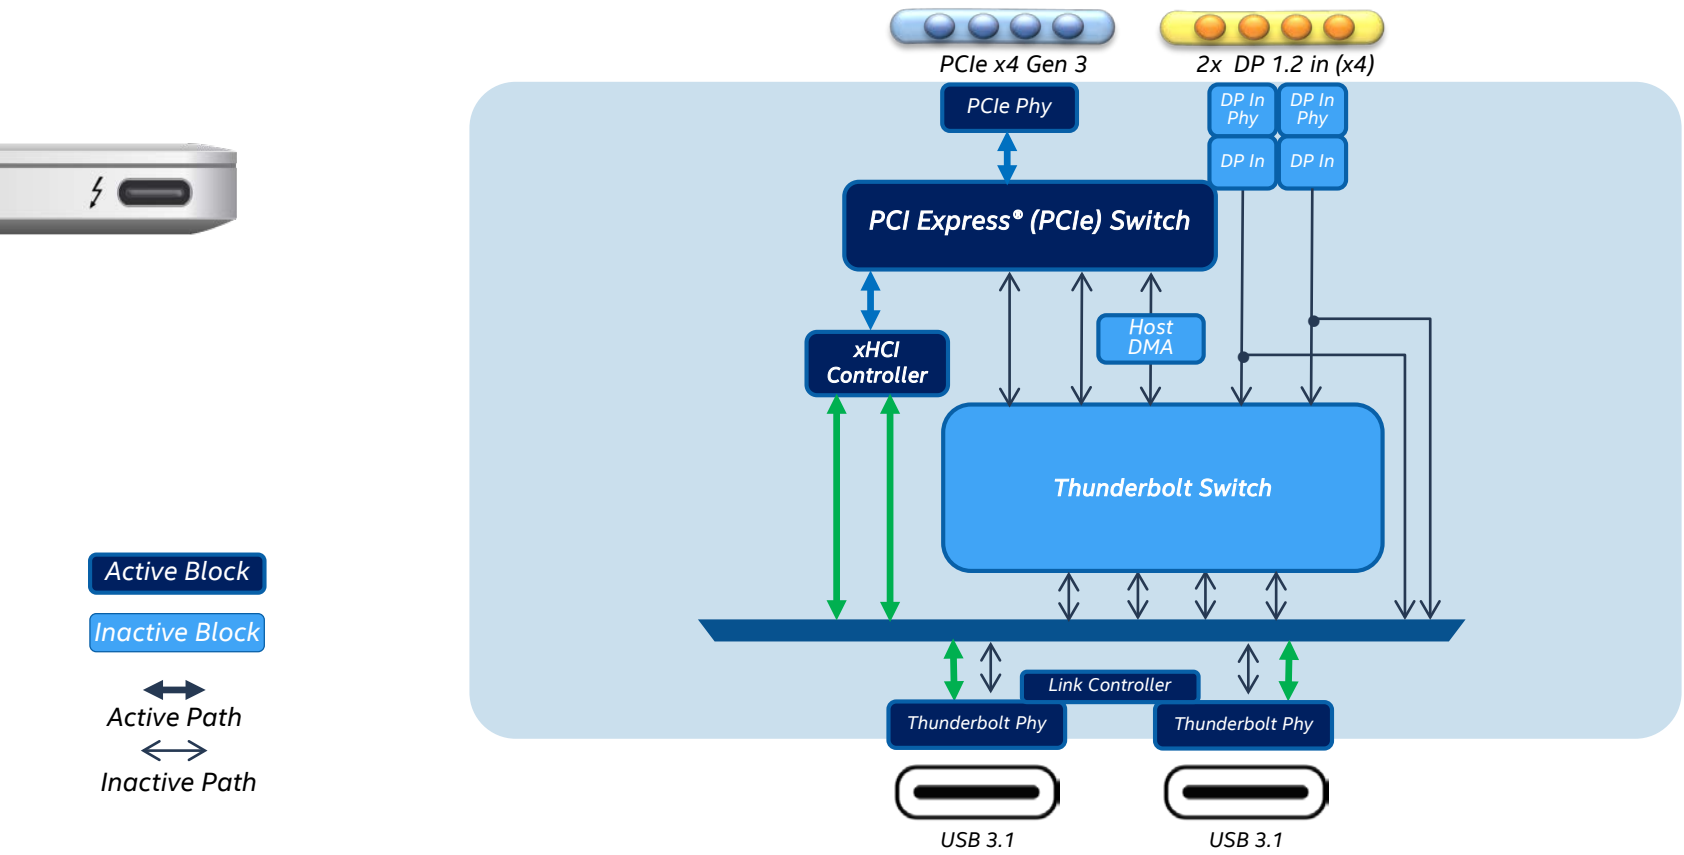 PCIe x4 Gen 3
2x DP 1.2 in (x4)
PCIe Phy
DP In
Phy
DP In
Phy
DP In
DP In
PCI Express® (PCIe) Switch
Host
DMA
xHCI
Controller
Thunderbolt Switch
Active Block
Inactive Block
Active Path
Inactive Path
Link Controller
Thunderbolt Phy
Thunderbolt Phy
USB 3.1
USB 3.1